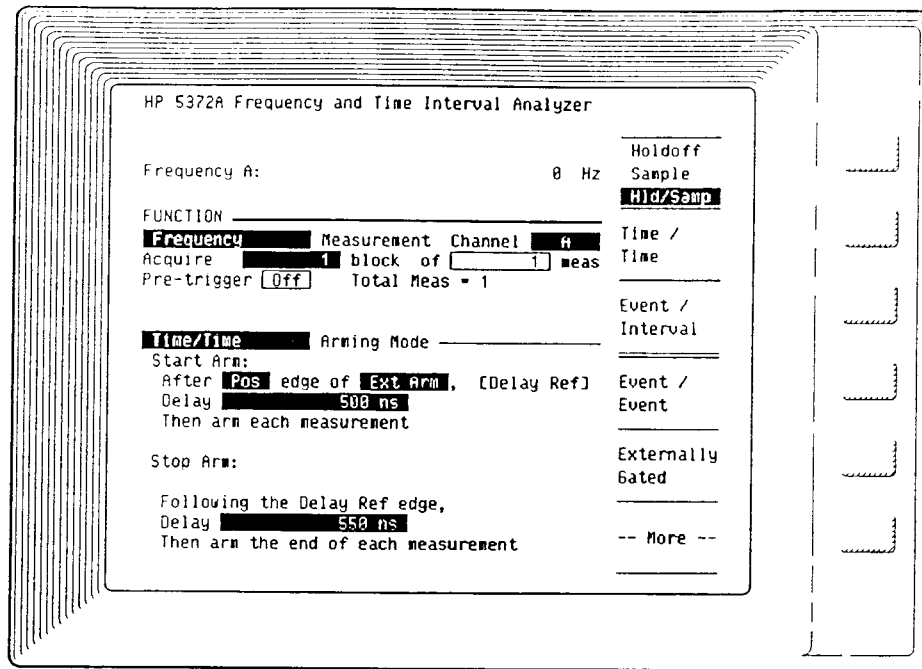 HP 5372A Frequency and Time Interval Analyzer
Frequency A: 0 Hz
FUNCTION
Frequency Measurement Channel A
Acquire 1 block of 1 meas
Pre-trigger Off Total Meas = 1
Time/Time Arming Mode
Start Arm:
After Pos edge of Ext Arm, [Delay Ref]
Delay 500 ns
Then arm each measurement
Stop Arm:
Following the Delay Ref edge,
Delay 550 ns
Then arm the end of each measurement
Holdoff
Sample
Hld/Samp
Time /
Time
Event /
Interval
Event /
Event
Externally
Gated
-- More --